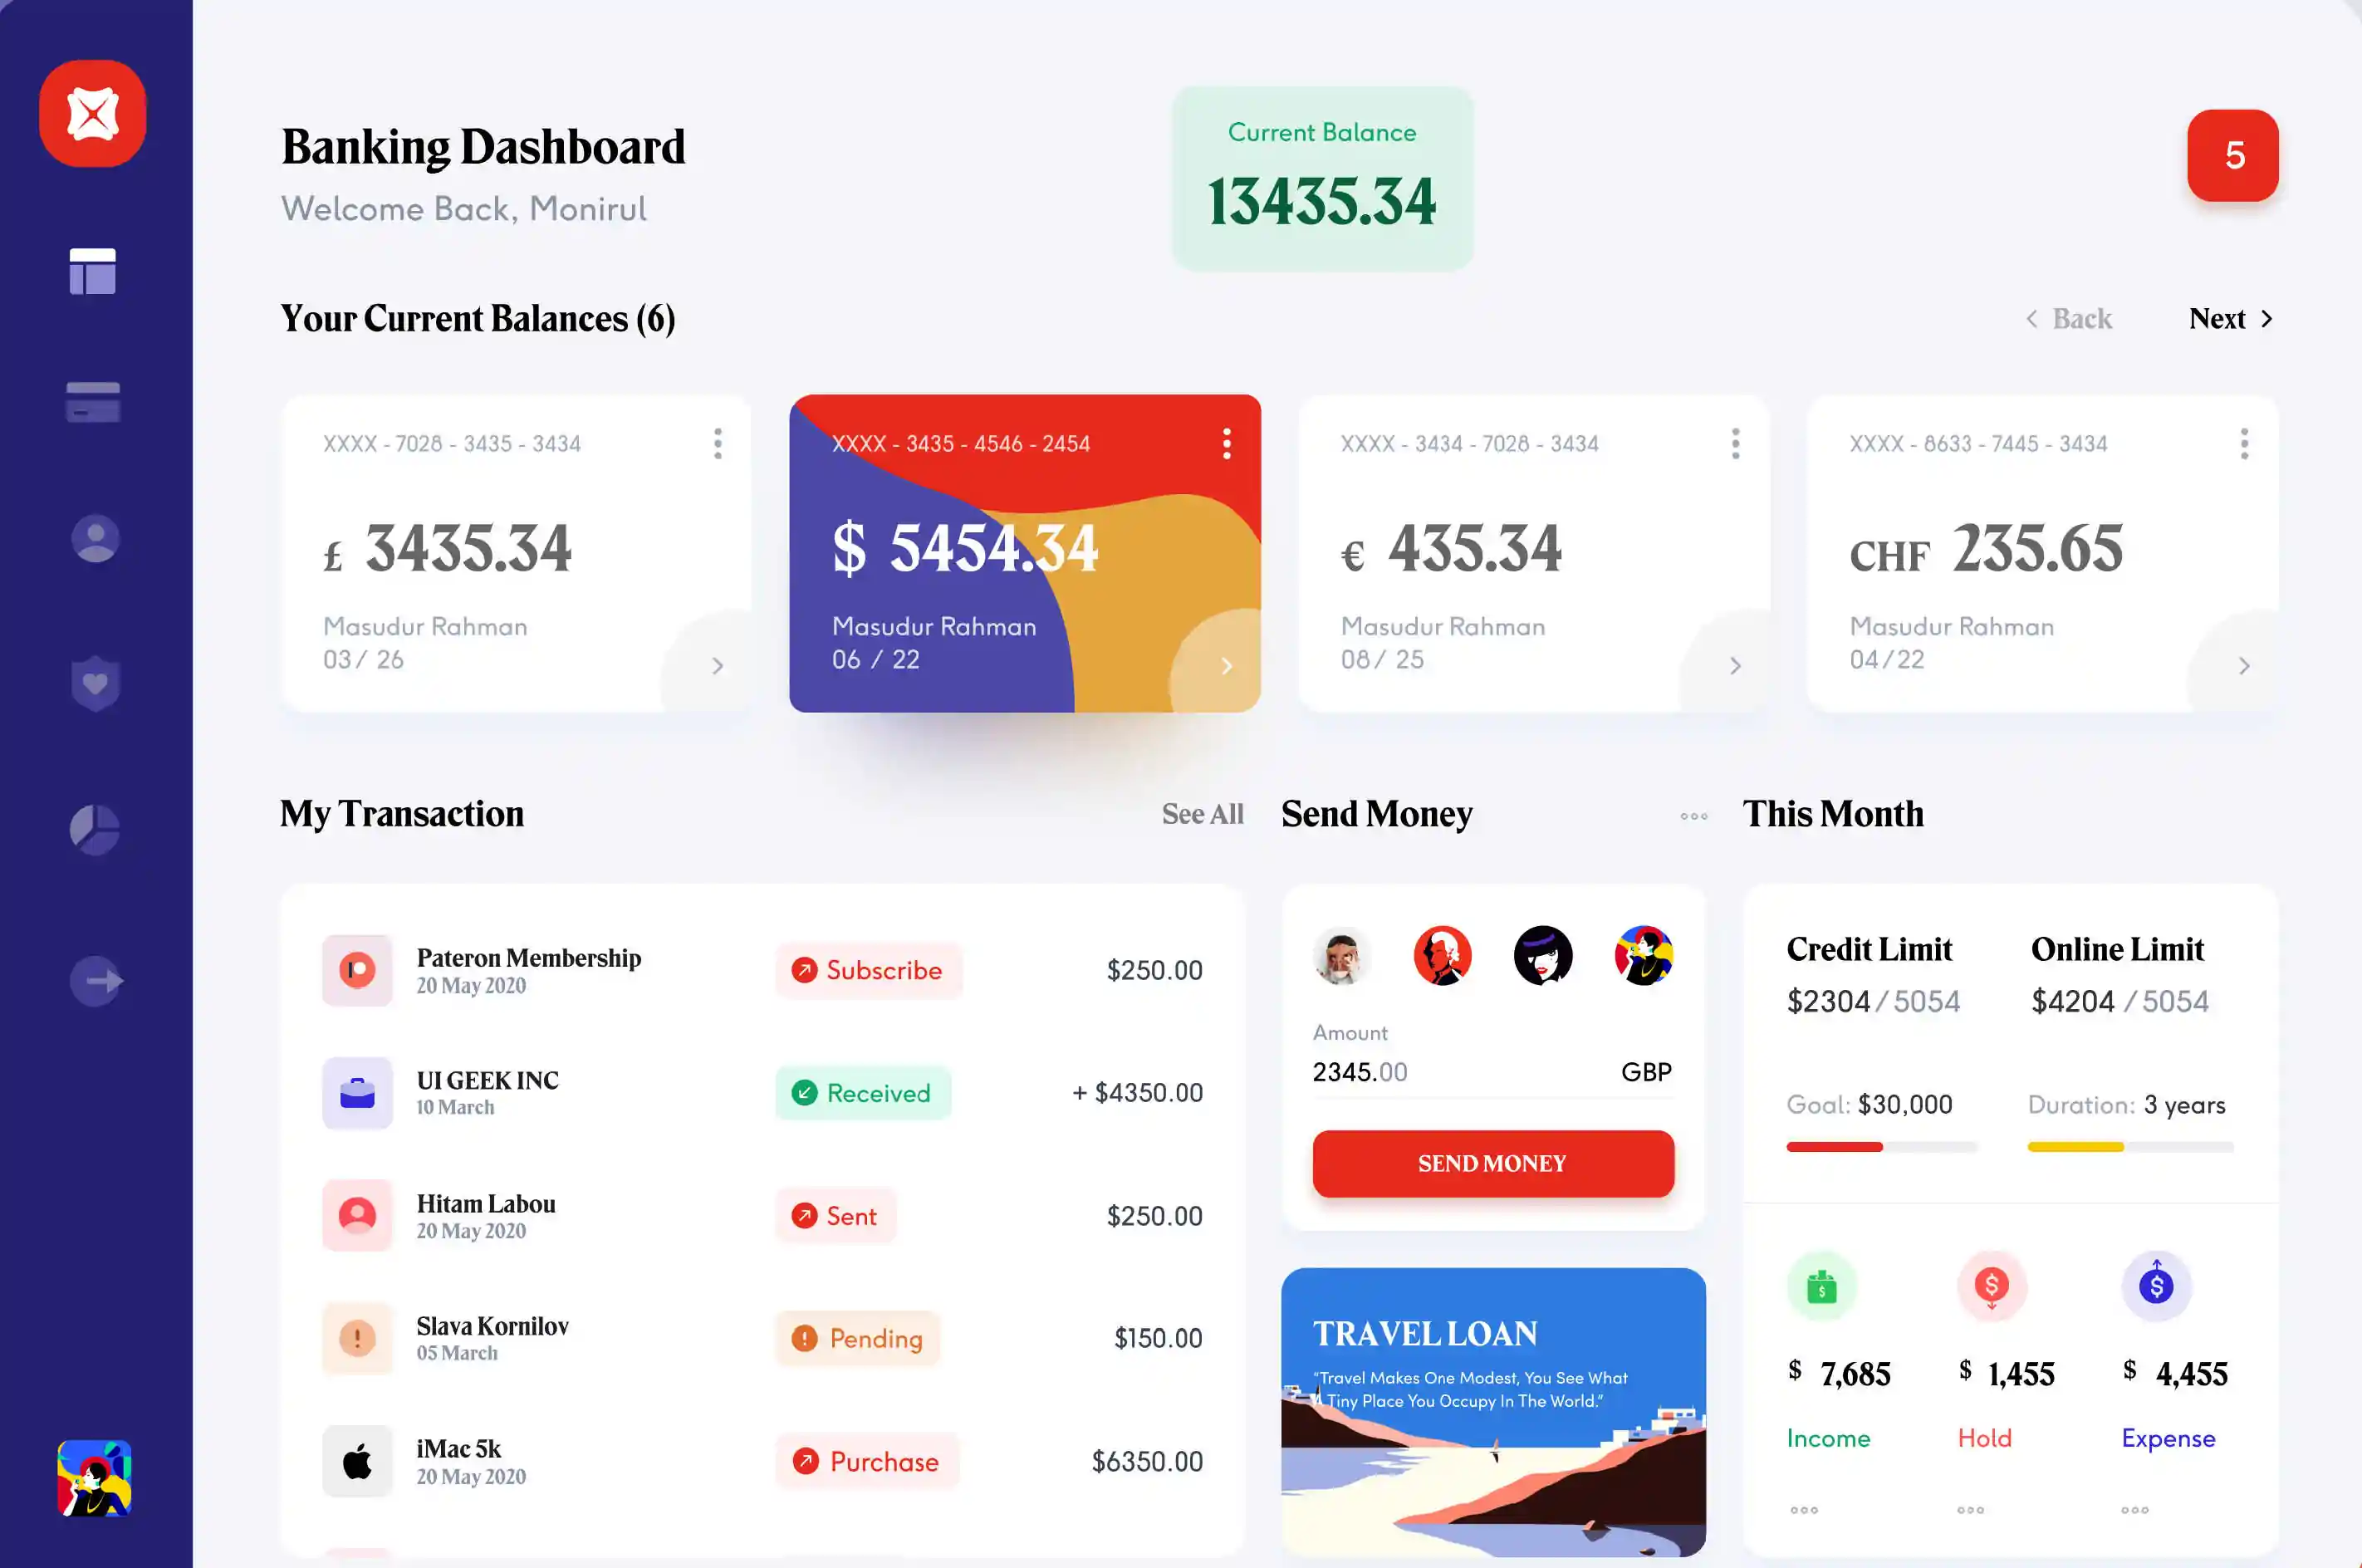 Banking Dashboard
Welcome Back, Monirul
Current Balance
13435.34
5
Your Current Balances (6)
Back
Next
XXXX - 7028 - 3435 - 3434
£ 3435.34
Masudur Rahman
03/ 26
XXXX - 3435 - 4546 - 2454
$ 5454.34
Masudur Rahman
06 / 22
XXXX - 3434 - 7028 - 3434
€ 435.34
Masudur Rahman
08/ 25
XXXX - 8633 - 7445 - 3434
CHF 235.65
Masudur Rahman
04/22
My Transaction
See All
Pateron Membership
20 May 2020
Subscribe
$250.00
UI GEEK INC
10 March
Received
+ $4350.00
Hitam Labou
20 May 2020
Sent
$250.00
Slava Kornilov
05 March
Pending
$150.00
iMac 5k
20 May 2020
Purchase
$6350.00
Send Money
Amount
2345.00
GBP
SEND MONEY
TRAVEL LOAN
“Travel Makes One Modest, You See What
A Tiny Place You Occupy In The World.”
This Month
Credit Limit
$2304/5054
Online Limit
$4204 /5054
Goal: $30,000
Duration: 3 years
$ 7,685
Income
$ 1,455
Hold
$ 4,455
Expense